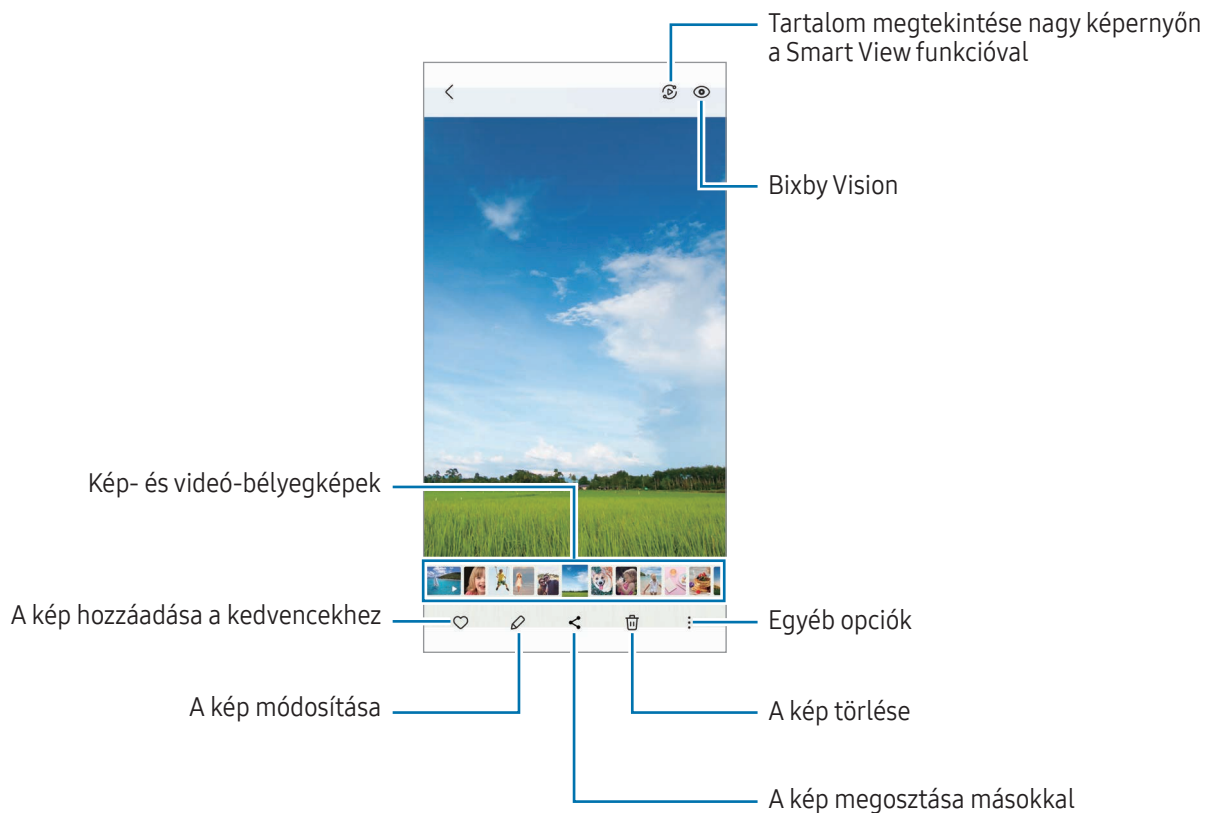 Tartalom megtekintése nagy képernyőn
a Smart View funkcióval
Bixby Vision
Kép- és videó-bélyegképek
A kép hozzáadása a kedvencekhez
Egyéb opciók
A kép módosítása
A kép törlése
A kép megosztása másokkal